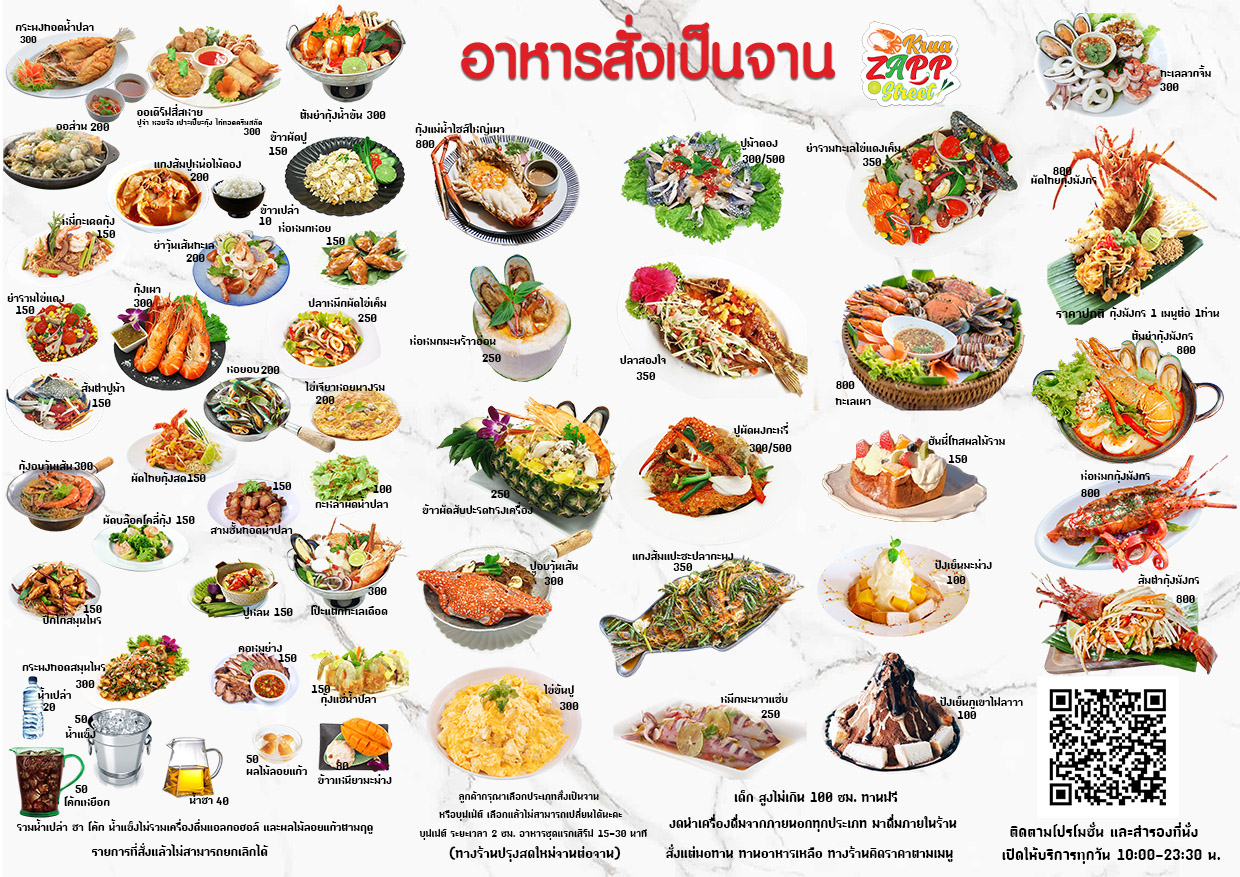 อาหารสั่งเป็นจาน
Krua
ZAPP
Street
กระพงทอดน้ำปลา
300
ออเดิร์ฟสี่สหาย
ปูจ๋า หอยจ๊อ เปาะเปี๊ยะกุ้ง ไก่ทอดครีมสลัด
300
ต้มยำกุ้งน้ำข้น 300
ออส่วน 200
แกงส้มปูหน่อไม้ดอง
200
ข้าวผัดปู
150
ข้าวเปล่า
10
หมี่กะเฉดกุ้ง
150
ยำวุ้นเส้นทะเล
200
ห่อหมกหอย
150
ยำรวมไข่แดง
150
กุ้งเผา
300
ปลาหมึกผัดไข่เค็ม
250
ส้มตำปูม้า
150
หอยอบ 200
ไข่เจียวหอยนางรม
200
กุ้งอบวุ้นเส้น 300
ผัดไทยกุ้งสด 150
150
สามชั้นทอดน้ำปลา
100
กะหล่ำผัดน้ำปลา
ผัดบล๊อคโคลี่กุ้ง 150
150
ปีกไก่สมุนไพร
ปูหลน 150
300
โป๊ะแตกทะเลเดือด
กระพงทอดสมุนไพร
300
คอหมูย่าง
150
150
กุ้งแช่น้ำปลา
น้ำเปล่า
20
50
น้ำแข็ง
50
โค้กเหยือก
น้ำชา 40
50
ผลไม้ลอยแก้ว
80
ข้าวเหนียวมะม่วง
รวมน้ำเปล่า ชา โค้ก น้ำแข็งไม่รวมเครื่องดื่มแอลกอฮอล์ และผลไม้ลอยแก้วตามฤดู
รายการที่สั่งแล้วไม่สามารถยกเลิกได้
กุ้งแม่น้ำไซส์ใหญ่เผา
800
ห่อหมกมะพร้าวอ่อน
250
250
ข้าวผัดสับปะรดทรงเครื่อง
ปูอบวุ้นเส้น
300
ไข่ข้นปู
300
ลูกค้ากรุณาเลือกประเภทสั่งเป็นจาน
หรือบุฟเฟ่ต์ เลือกแล้วไม่สามารถเปลี่ยนได้นะคะ
บุฟเฟ่ต์ ระยะเวลา 2 ชม. อาหารชุดแรกเสิร์ฟ 15-30 นาที
(ทางร้านปรุงสดใหม่จานต่อจาน)
ปูม้าดอง
300/500
ปลาสองใจ
350
ปูผัดผงกะหรี่
300/500
แกงส้มแปะซะปลากะพง
350
หมึกมะนาวแซ่บ
250
ยำรวมทะเลไข่แดงเค็ม
350
800
ทะเลเผา
ฮันนี่โทสผลไม้รวม
150
ปังเย็นมะม่วง
100
ปังเย็นภูเขาไฟลาวา
100
เด็ก สูงไม่เกิน 100 ซม. ทานฟรี
งดนำเครื่องดื่มจากภายนอกทุกประเภท มาดื่มภายในร้าน
สั่งแต่พอทาน ทานอาหารเหลือ ทางร้านคิดราคาตามเมนู
ทะเลลวกจิ้ม
300
800
ผัดไทยกุ้งมังกร
ราคาปกติ กุ้งมังกร 1 เมนูต่อ 1ท่าน
ต้มยำกุ้งมังกร
800
ห่อหมกกุ้งมังกร
800
ส้มตำกุ้งมังกร
800
ติดตามโปรโมชั่น และสำรองที่นั่ง
เปิดให้บริการทุกวัน 10:00-23:30 น.